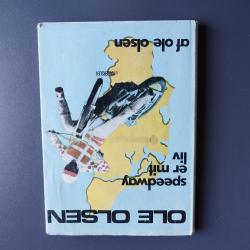 OLE OLSEN
speedway
er mit
liv
af ole olsen